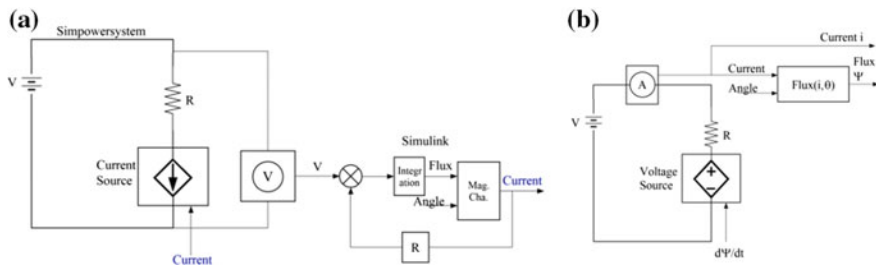 (a)
Simpowersystem
V
R
Current
Source
Current
V
V
Simulink
Integr
ation
Flux
Angle
Mag.
Cha.
Current
R
(b)
Current i
A
Current
Angle
Flux(i,θ)
Flux
Ψ
V
R
Voltage
Source
dΨ/dt